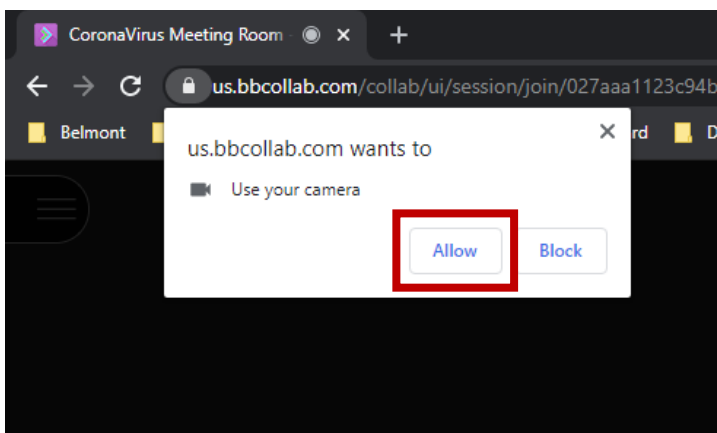 CoronaVirus Meeting Room
us.bbcollab.com/collab/ui/session/join/027aaa1123c94b
Belmont
rd
D
us.bbcollab.com wants to
Use your camera
Allow
Block